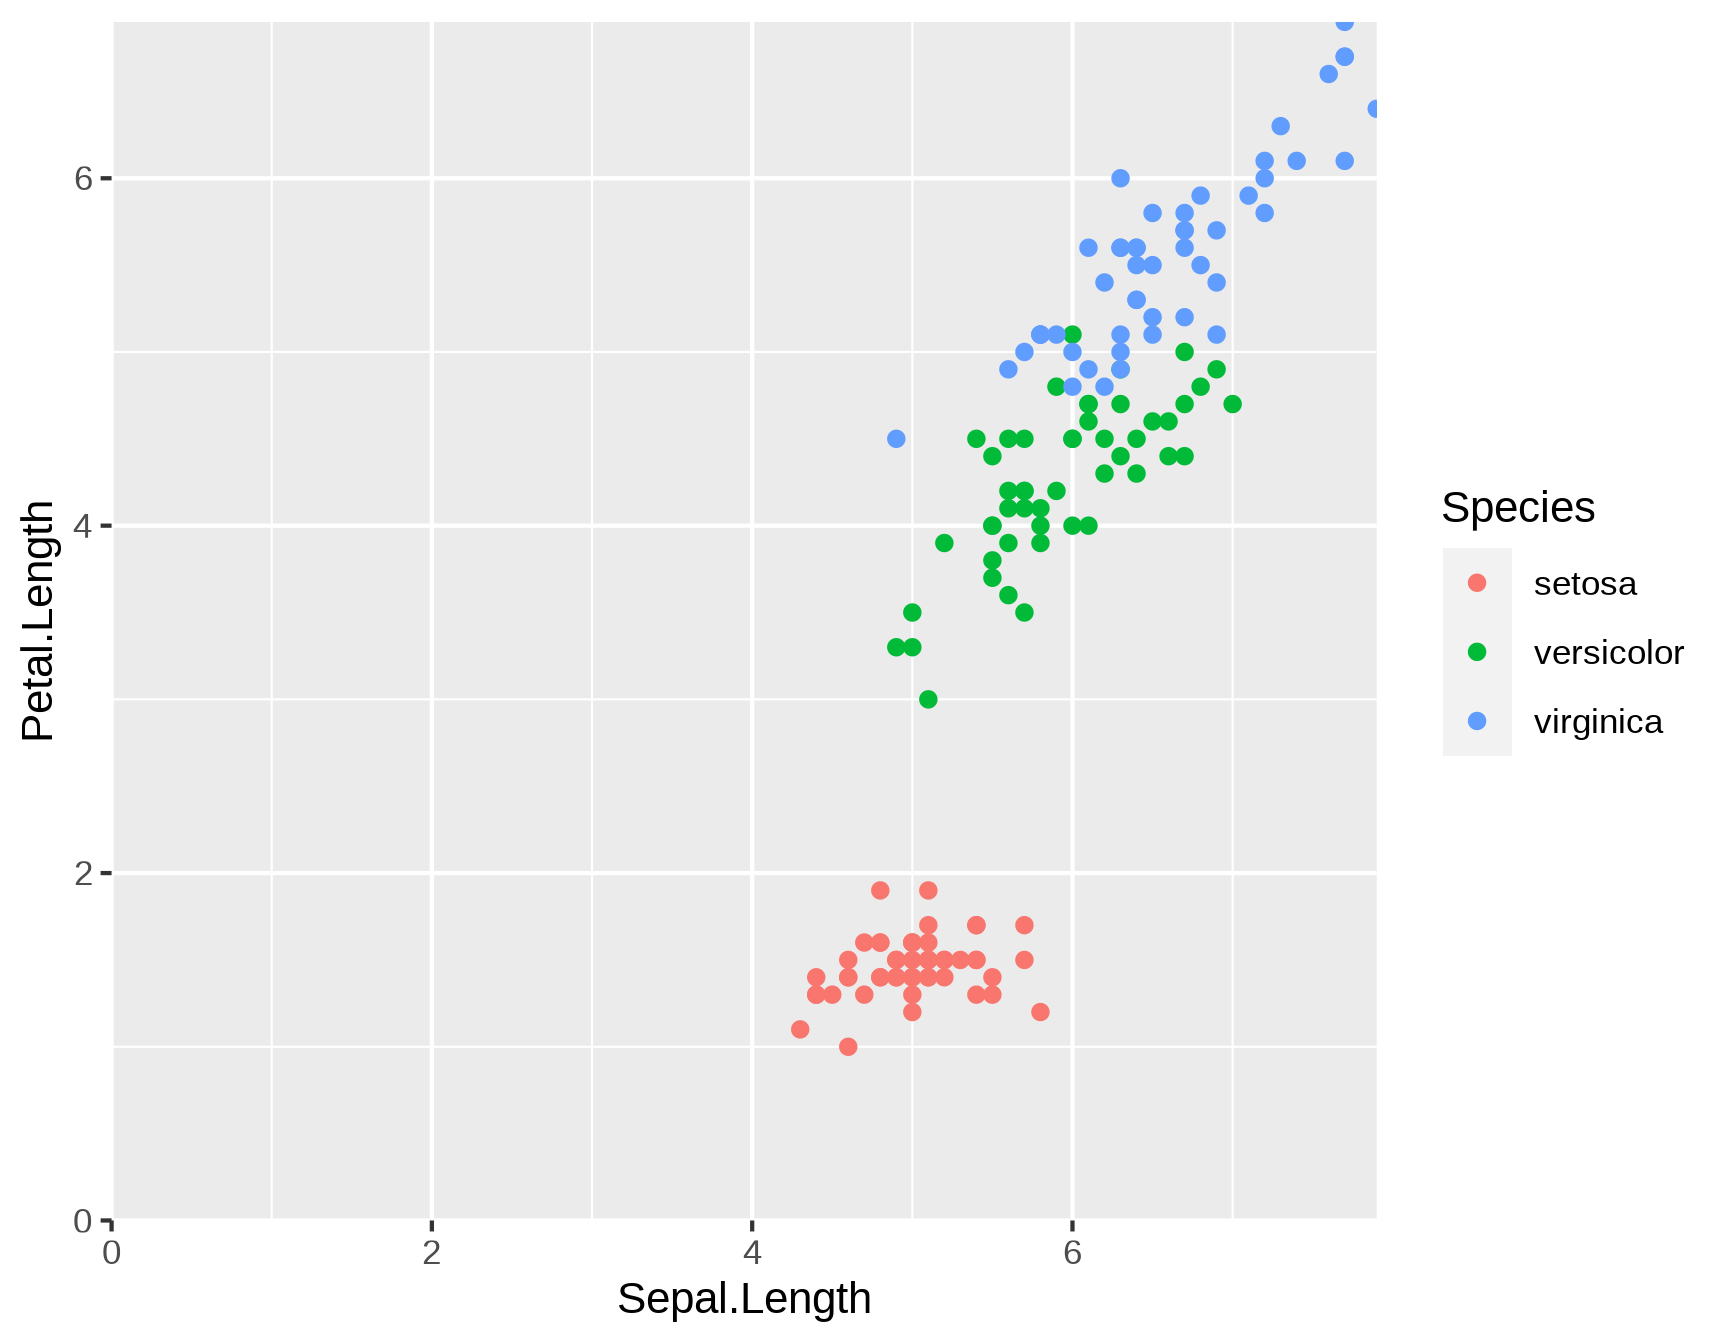 Petal.Length
6
4
2
0
0 2 4 6
Sepal.Length
Species
setosa
versicolor
virginica